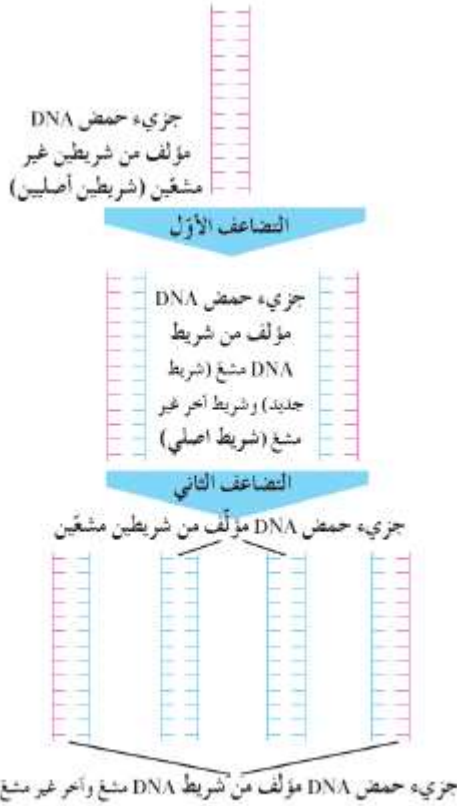 جزيء حمض DNA
مؤلف من شريطين غير
مشعّين (شريطين أصليين)
التضاعف الأوّل
جزيء حمض DNA
مؤلف من شريط
DNA مشعّ (شريط
جديد) وشريط آخر غير
مشعّ (شريط اصلي)
التضاعف الثاني
جزيء حمض DNA مؤلّف من شريطين مشعّين
جزيء حمض DNA مؤلف من شريط DNA مشعّ وآخر غير مشعّ